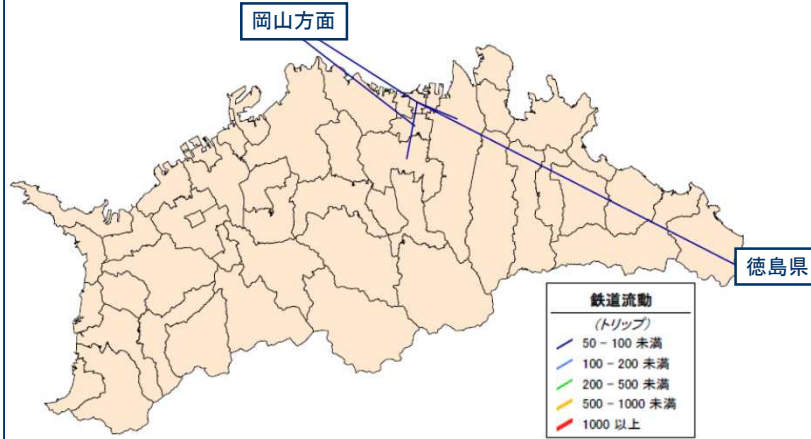 岡山方面
徳島県
鉄道流動
(トリップ)
50 - 100 未満
100 - 200 未満
200 - 500 未満
500 - 1000 未満
1000 以上